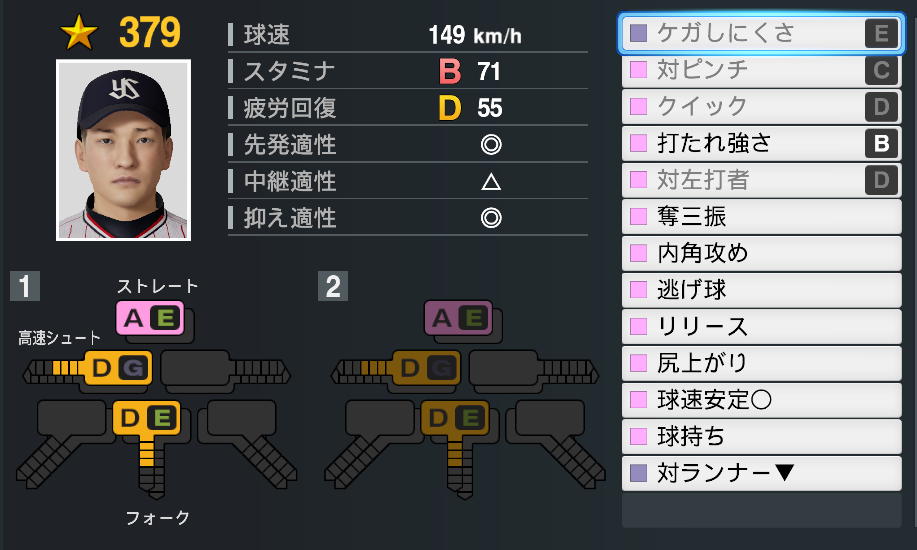 379
YS
球速 149 km/h
スタミナ B 71
疲労回復 D 55
先発適性 ◎
中継適性 △
抑え適性 ◎
1
ストレート
A E
高速シュート
D G
D E
フォーク
2
A E
D G
D E
ケガしにくさ E
対ピンチ C
クイック D
打たれ強さ B
対左打者 D
奪三振
内角攻め
逃げ球
リリース
尻上がり
球速安定○
球持ち
対ランナー▼